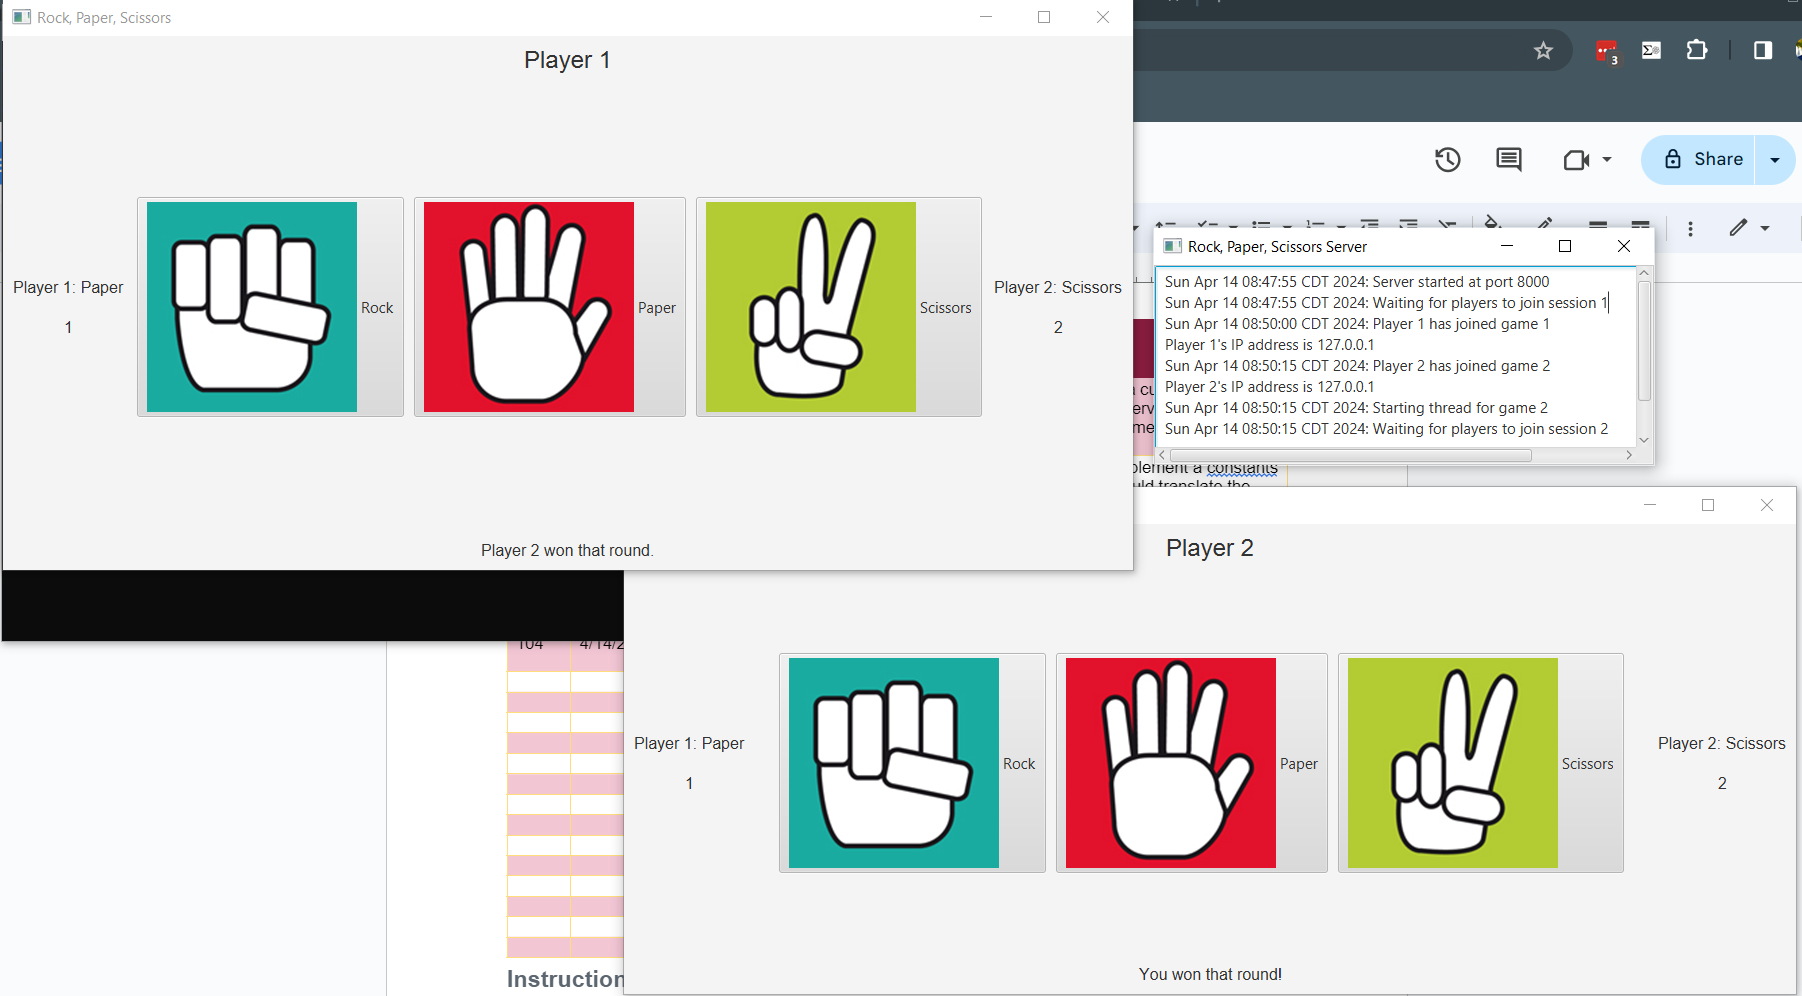 Rock, Paper, Scissors
Player 1
Player 1: Paper
1
Rock
Paper
Scissors
Player 2: Scissors
2
Player 2 won that round.
3
Share
Rock, Paper, Scissors Server
Sun Apr 14 08:47:55 CDT 2024: Server started at port 8000
Sun Apr 14 08:47:55 CDT 2024: Waiting for players to join session 1
Sun Apr 14 08:50:00 CDT 2024: Player 1 has joined game 1
Player 1's IP address is 127.0.0.1
Sun Apr 14 08:50:15 CDT 2024: Player 2 has joined game 2
Player 2's IP address is 127.0.0.1
Sun Apr 14 08:50:15 CDT 2024: Starting thread for game 2
Sun Apr 14 08:50:15 CDT 2024: Waiting for players to join session 2
plement a constants
uld translate the
Player 2
Player 1: Paper
1
Rock
Paper
Scissors
Player 2: Scissors
2
You won that round!
104 4/14/2
Instruction